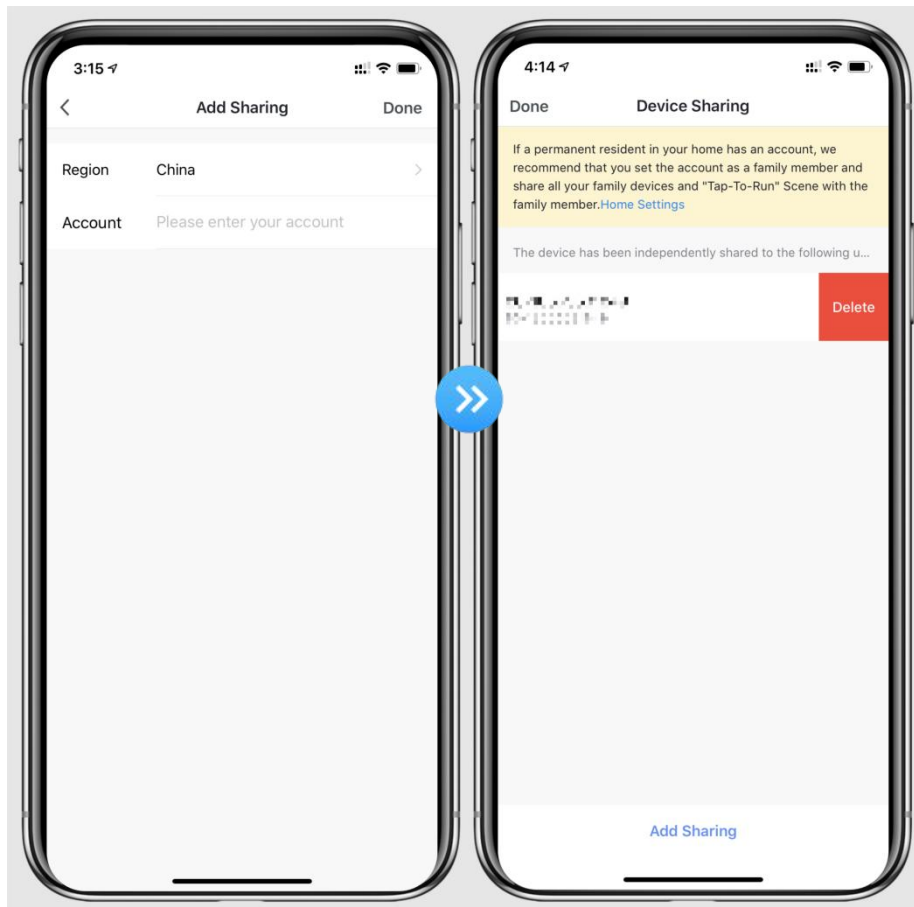 3:15
Add Sharing
Done
Region
China
Account
Please enter your account
4:14
Done
Device Sharing
If a permanent resident in your home has an account, we
recommend that you set the account as a family member and
share all your family devices and "Tap-To-Run" Scene with the
family member.Home Settings
The device has been independently shared to the following u...
Delete
Add Sharing